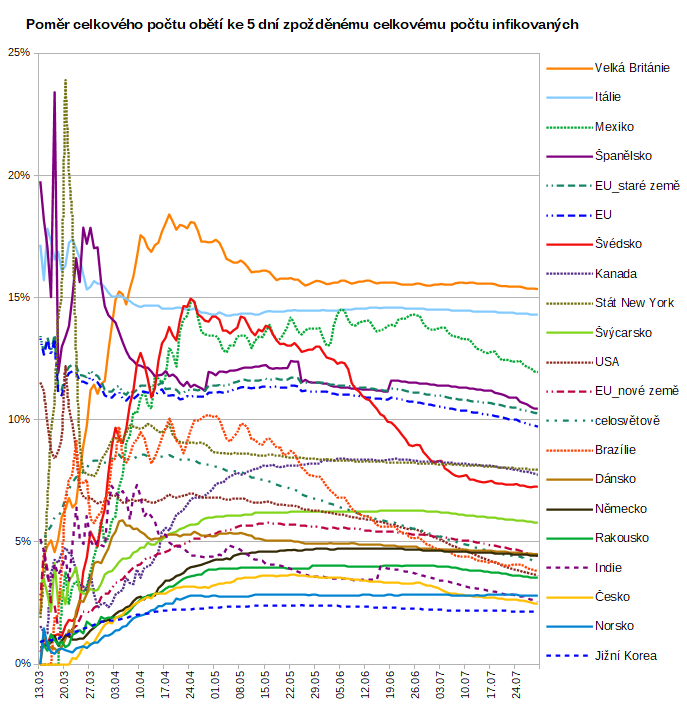 Poměr celkového počtu obětí ke 5 dní zpožděnému celkovému počtu infikovaných
25%
20%
15%
10%
5%
0%
13.03
20.03
27.03
03.04
10.04
17.04
24.04
01.05
08.05
15.05
22.05
29.05
05.06
12.06
19.06
26.06
03.07
10.07
17.07
24.07
Velká Británie
Itálie
Mexiko
Španělsko
EU_staré země
EU
Švédsko
Kanada
Stát New York
Švýcarsko
USA
EU_nové země
celosvětově
Brazílie
Dánsko
Německo
Rakousko
Indie
Česko
Norsko
Jižní Korea